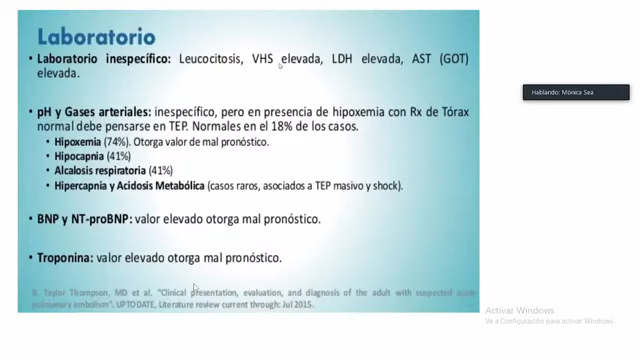 Laboratorio
• Laboratorio inespecífico: Leucocitosis, VHS elevada, LDH elevada, AST (GOT)
elevada.
• pH y Gases arteriales: inespecífico, pero en presencia de hipoxemia con Rx de Tórax
normal debe pensarse en TEP. Normales en el 18% de los casos.
• Hipoxemia (74%). Otorga valor de mal pronóstico.
• Hipocapnia (41%)
• Alcalosis respiratoria (41%)
• Hipercapnia y Acidosis Metabólica (casos raros, asociados a TEP masivo y shock).
• BNP y NT-proBNP: valor elevado otorga mal pronóstico.
• Troponina: valor elevado otorga mal pronóstico.
Taylor Thompson, MD et al. "Clinical presentation, evaluation, and diagnosis of the adult with suspected acute
pulmonary embolism". UPTODATE, Literature review current through: Jul 2015.
Hablando: Mónica Sea
Activar Windows
Ve a Configuración para activar Windows.